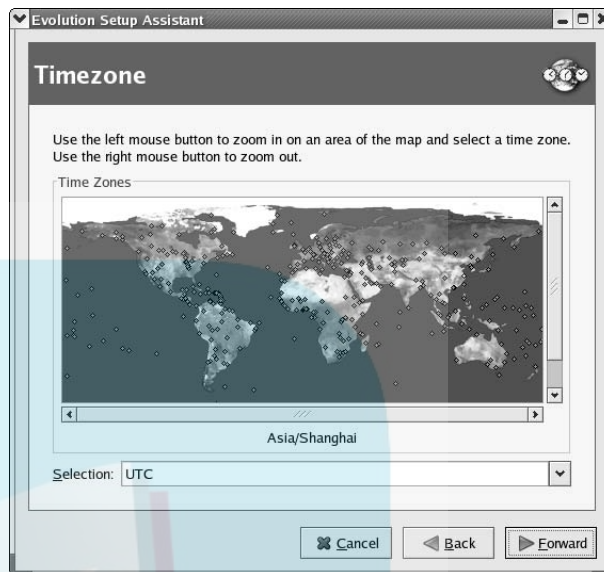 Evolution Setup Assistant
Timezone
Use the left mouse button to zoom in on an area of the map and select a time zone.
Use the right mouse button to zoom out.
Time Zones
Asia/Shanghai
Selection: UTC
Cancel
Back
Forward